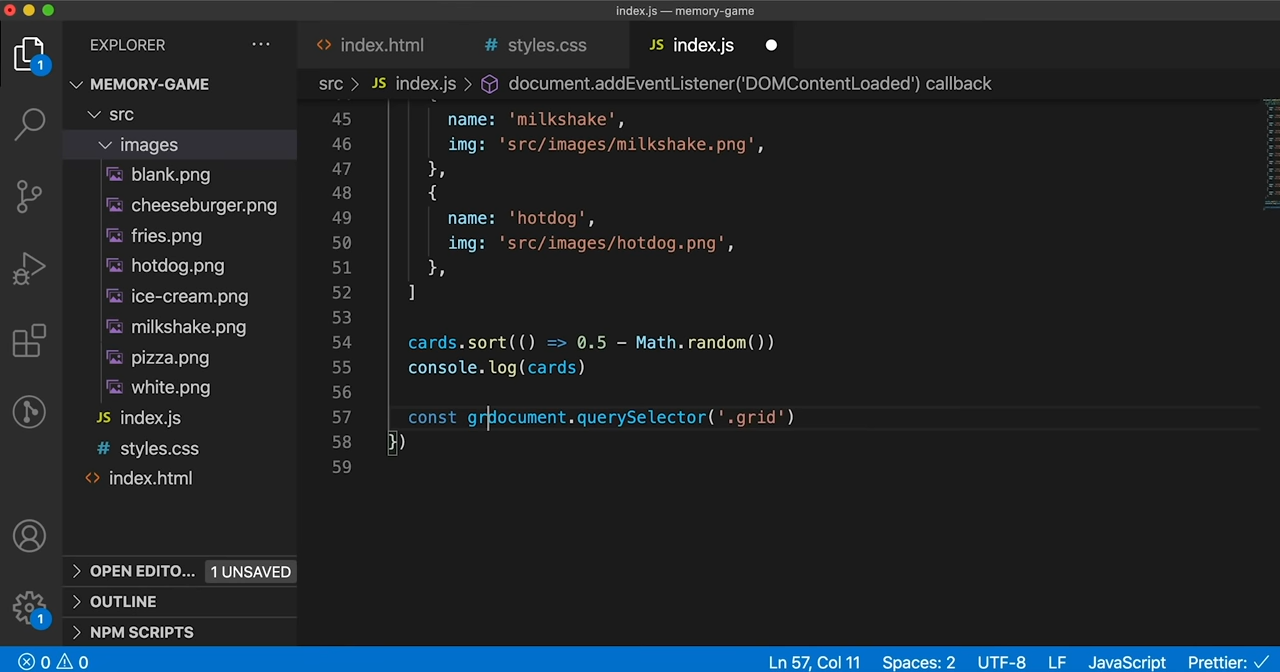 index.js — memory-game
EXPLORER ···
<> index.html
# styles.css
JS index.js
src > JS index.js > document.addEventListener('DOMContentLoaded') callback
1
MEMORY-GAME
src
images
blank.png
cheeseburger.png
fries.png
hotdog.png
ice-cream.png
milkshake.png
pizza.png
white.png
JS index.js
# styles.css
<> index.html
OPEN EDITO... 1 UNSAVED
OUTLINE
NPM SCRIPTS
1
45 name: 'milkshake',
46 img: 'src/images/milkshake.png',
47 },
48 {
49 name: 'hotdog',
50 img: 'src/images/hotdog.png',
51 },
52 ]
53
54 cards.sort(() => 0.5 - Math.random())
55 console.log(cards)
56
57 const grdocument.querySelector('.grid')
58 })
59
0 0 Ln 57, Col 11 Spaces: 2 UTF-8 LF JavaScript Prettier: ✓